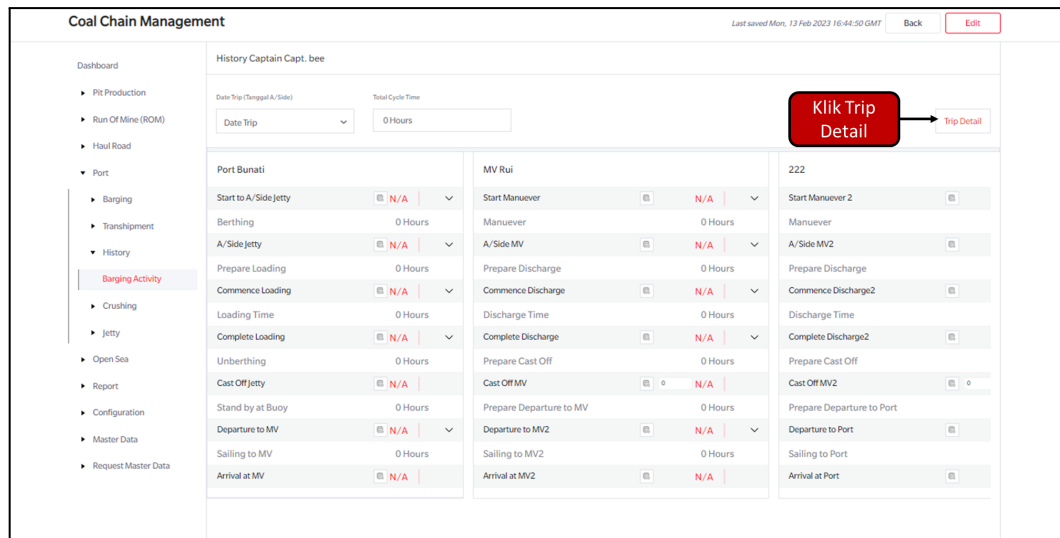 Coal Chain Management
Last saved Mon, 13 Feb 2023 16:44:50 GMT
Back
Edit
Dashboard
Pit Production
Run Of Mine (ROM)
Haul Road
Port
Barging
Transhipment
History
Barging Activity
Crushing
Jetty
Open Sea
Report
Configuration
Master Data
Request Master Data
History Captain Capt. bee
Date Trip (Tanggal A/Side)
Total Cycle Time
Date Trip
0 Hours
Klik Trip
Detail
Trip Detail
Port Bunati
Start to A/Side Jetty N/A
Berthing 0 Hours
A/Side Jetty N/A
Prepare Loading 0 Hours
Commence Loading N/A
Loading Time 0 Hours
Complete Loading N/A
Unberthing 0 Hours
Cast Off Jetty N/A
Stand by at Buoy 0 Hours
Departure to MV N/A
Sailing to MV 0 Hours
Arrival at MV N/A
MV Rui
Start Manuever N/A
Manuever 0 Hours
A/Side MV N/A
Prepare Discharge 0 Hours
Commence Discharge N/A
Discharge Time 0 Hours
Complete Discharge N/A
Prepare Cast Off 0 Hours
Cast Off MV 0 N/A
Prepare Departure to MV 0 Hours
Departure to MV2 N/A
Sailing to MV2 0 Hours
Arrival at MV2 N/A
222
Start Manuever 2
Manuever
A/Side MV2
Prepare Discharge
Commence Discharge2
Discharge Time
Complete Discharge2
Prepare Cast Off
Cast Off MV2 0
Prepare Departure to Port
Departure to Port
Sailing to Port
Arrival at Port